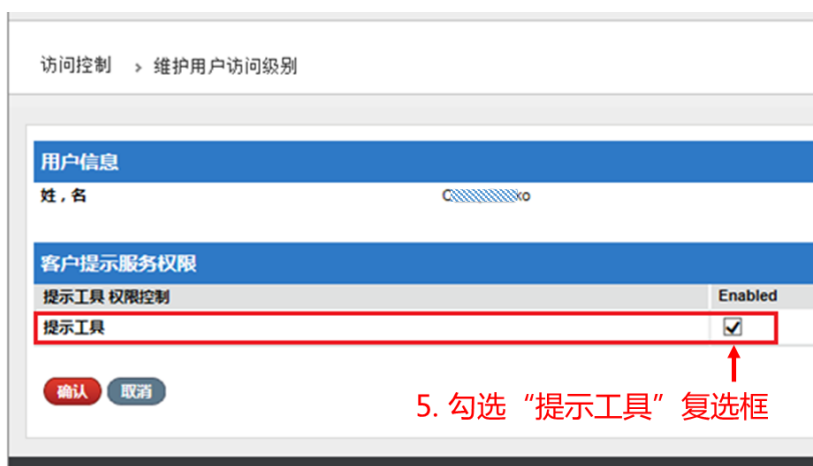 访问控制 › 维护用户访问级别
用户信息
姓，名
客户提示服务权限
提示工具 权限控制 Enabled
提示工具
确认 取消
5. 勾选“提示工具”复选框